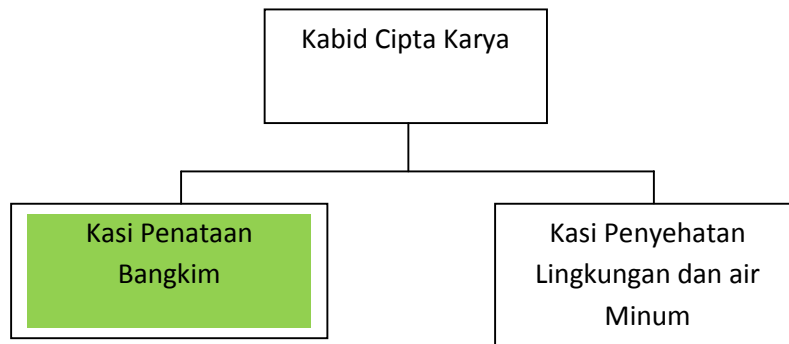 Kabid Cipta Karya
Kasi Penataan
Bangkim
Kasi Penyehatan
Lingkungan dan air
Minum